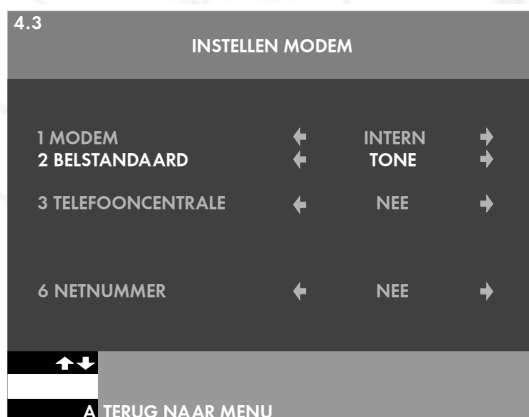 4.3
INSTELLEN MODEM
1 MODEM INTERN
2 BELSTANDAARD TONE
3 TELEFOONCENTRALE NEE
6 NETNUMMER NEE
A TERUG NAAR MENU